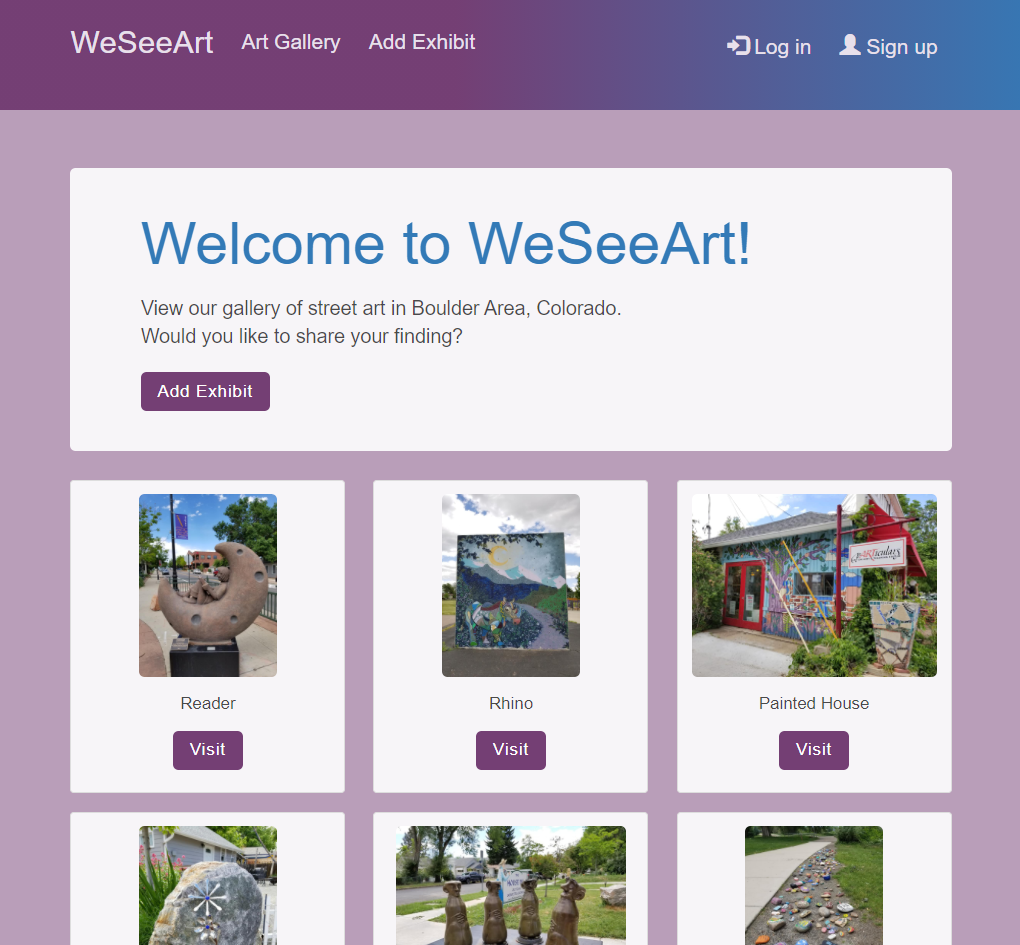 WeSeeArt Art Gallery Add Exhibit Log in Sign up
Welcome to WeSeeArt!
View our gallery of street art in Boulder Area, Colorado.
Would you like to share your finding?
Add Exhibit
Reader
Rhino
Painted House
Visit
Visit
Visit